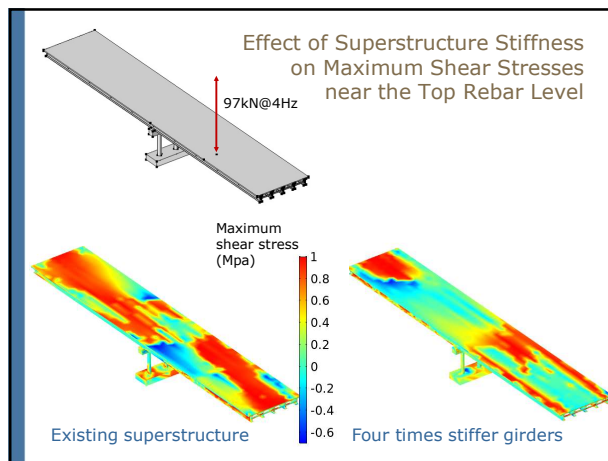 Effect of Superstructure Stiffness
on Maximum Shear Stresses
near the Top Rebar Level
97kN@4Hz
Maximum
shear stress
(Mpa)
1
0.8
0.6
0.4
0.2
0
-0.2
-0.4
-0.6
Existing superstructure
Four times stiffer girders